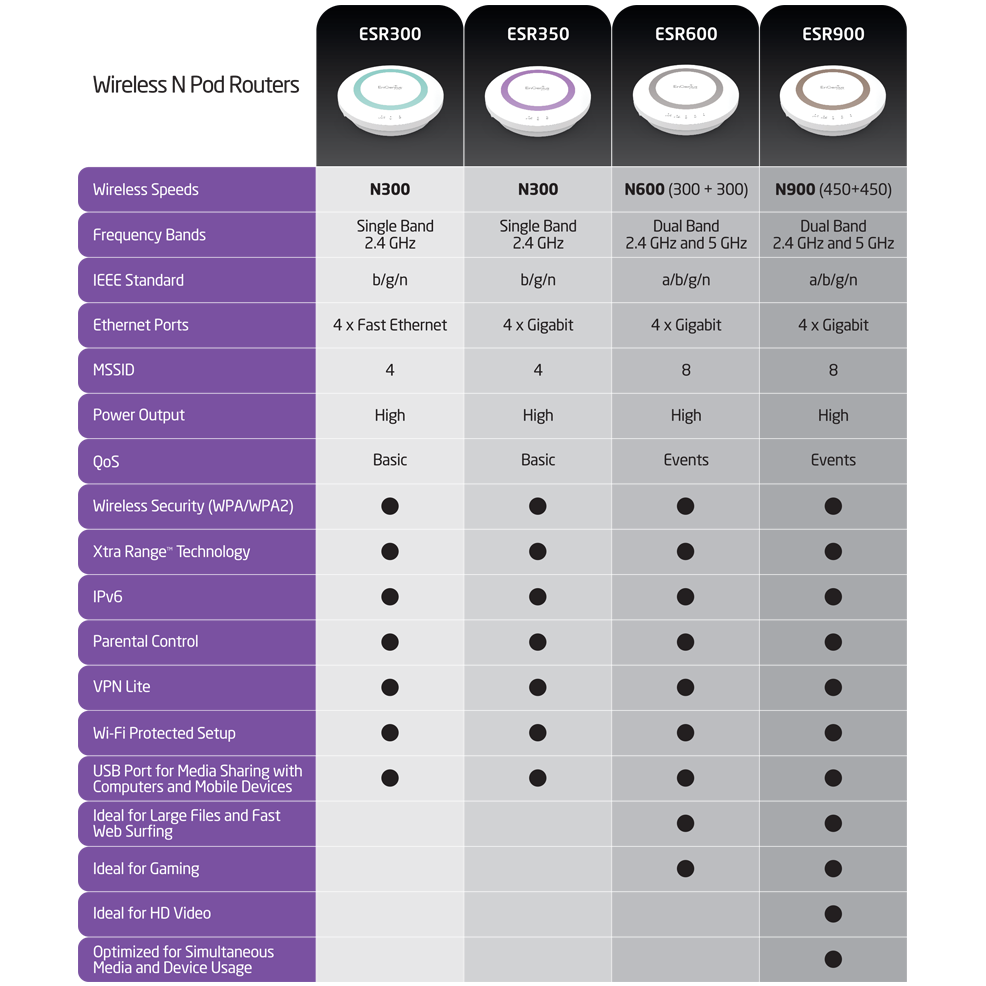 ESR300 ESR350 ESR600 ESR900
Wireless N Pod Routers
Wireless Speeds N300 N300 N600 (300 + 300) N900 (450+450)
Frequency Bands Single Band Single Band Dual Band Dual Band
2.4 GHz 2.4 GHz 2.4 GHz and 5 GHz 2.4 GHz and 5 GHz
IEEE Standard b/g/n b/g/n a/b/g/n a/b/g/n
Ethernet Ports 4 x Fast Ethernet 4 x Gigabit 4 x Gigabit 4 x Gigabit
MSSID 4 4 8 8
Power Output High High High High
QoS Basic Basic Events Events
Wireless Security (WPA/WPA2) ● ● ● ●
Xtra Range™ Technology ● ● ● ●
IPv6 ● ● ● ●
Parental Control ● ● ● ●
VPN Lite ● ● ● ●
Wi-Fi Protected Setup ● ● ● ●
USB Port for Media Sharing with
Computers and Mobile Devices ● ● ● ●
Ideal for Large Files and Fast
Web Surfing ● ●
Ideal for Gaming ● ●
Ideal for HD Video ●
Optimized for Simultaneous
Media and Device Usage ●